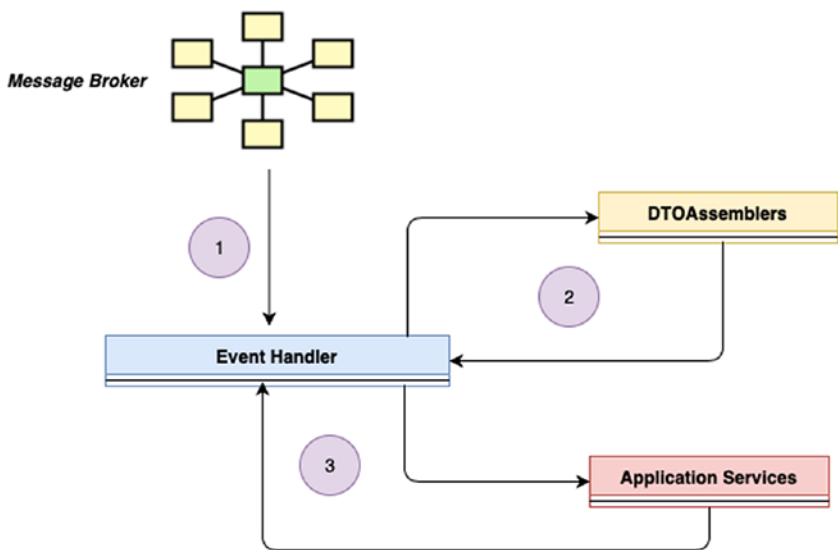 Message Broker
1
DTOAssemblers
2
Event Handler
3
Application Services